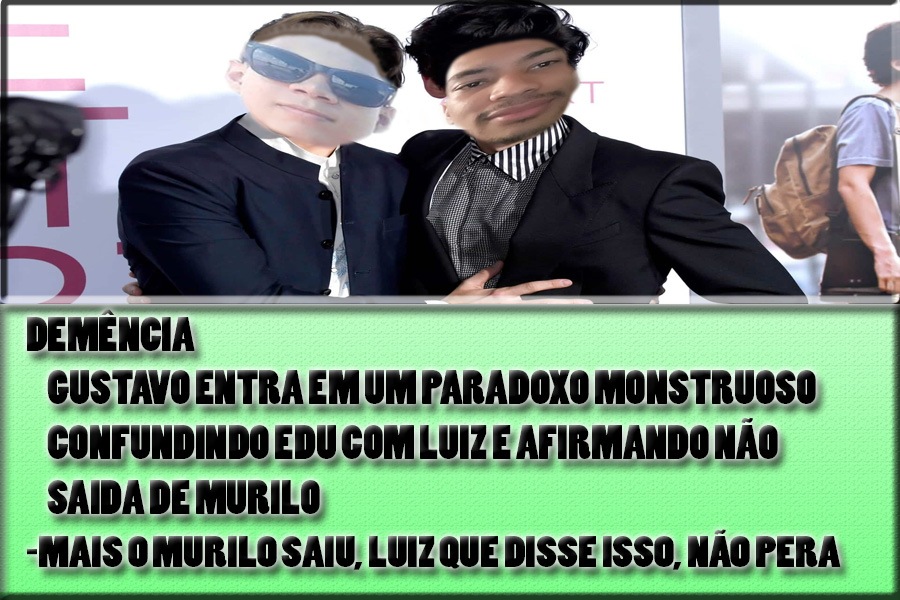 DEMÊNCIA
GUSTAVO ENTRA EM UM PARADOXO MONSTRUOSO
CONFUNDINDO EDU COM LUIZ E AFIRMANDO NÃO
SAIDA DE MURILO
-MAIS O MURILO SAIU, LUIZ QUE DISSE ISSO, NÃO PERA